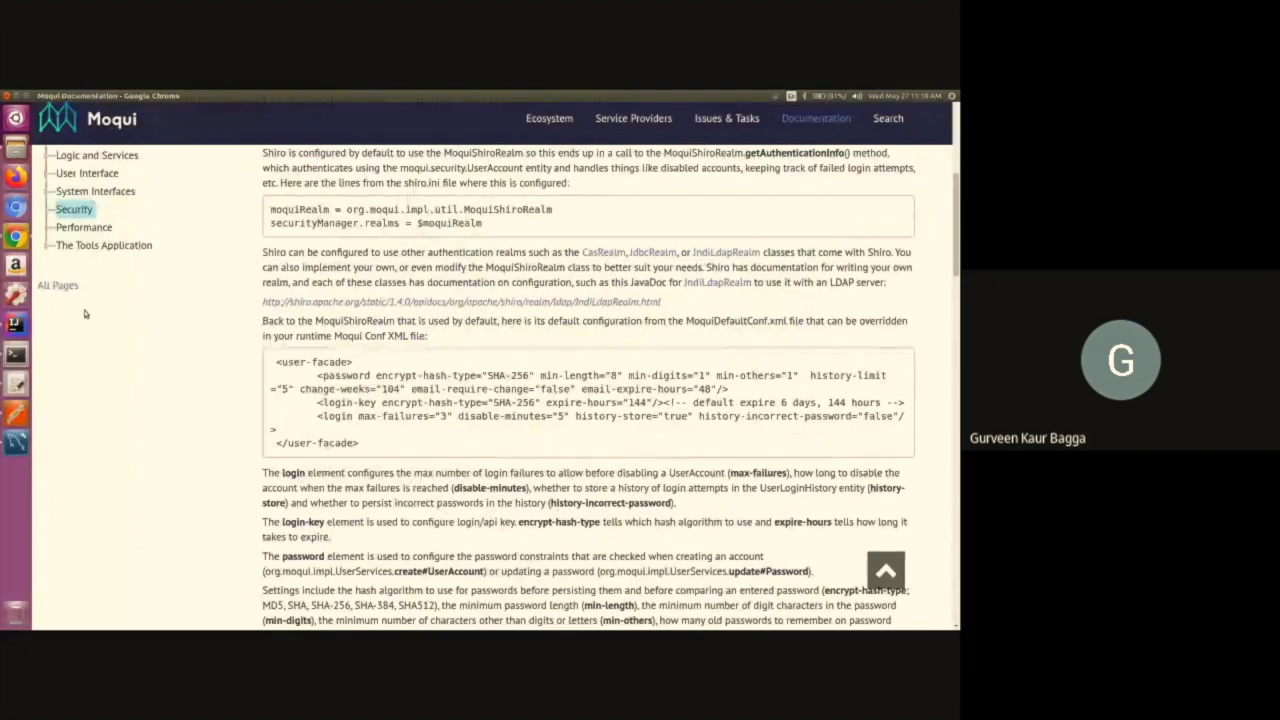 Moqui Documentation - Google Chrome
En
(81%)
Wed May 27 11:18 AM
Moqui
Ecosystem
Service Providers
Issues & Tasks
Documentation
Search
Logic and Services
User Interface
System Interfaces
Security
Performance
The Tools Application
All Pages
Shiro is configured by default to use the MoquiShiroRealm so this ends up in a call to the MoquiShiroRealm.getAuthenticationInfo() method,
which authenticates using the moqui.security.UserAccount entity and handles things like disabled accounts, keeping track of failed login attempts,
etc. Here are the lines from the shiro.ini file where this is configured:
moquiRealm = org.moqui.impl.util.MoquiShiroRealm
securityManager.realms = $moquiRealm
Shiro can be configured to use other authentication realms such as the CasRealm, JdbcRealm, or JndiLdapRealm classes that come with Shiro. You
can also implement your own, or even modify the MoquiShiroRealm class to better suit your needs. Shiro has documentation for writing your own
realm, and each of these classes has documentation on configuration, such as this JavaDoc for JndiLdapRealm to use it with an LDAP server:
http://shiro.apache.org/static/1.4.0/apidocs/org/apache/shiro/realm/ldap/JndiLdapRealm.html
Back to the MoquiShiroRealm that is used by default, here is its default configuration from the MoquiDefaultConf.xml file that can be overridden
in your runtime Moqui Conf XML file:
<user-facade>
<password encrypt-hash-type="SHA-256" min-length="8" min-digits="1" min-others="1" history-limit
="5" change-weeks="104" email-require-change="false" email-expire-hours="48"/>
<login-key encrypt-hash-type="SHA-256" expire-hours="144"/><!-- default expire 6 days, 144 hours -->
<login max-failures="3" disable-minutes="5" history-store="true" history-incorrect-password="false"/
>
</user-facade>
The login element configures the max number of login failures to allow before disabling a UserAccount (max-failures), how long to disable the
account when the max failures is reached (disable-minutes), whether to store a history of login attempts in the UserLoginHistory entity (history-
store) and whether to persist incorrect passwords in the history (history-incorrect-password).
The login-key element is used to configure login/api key. encrypt-hash-type tells which hash algorithm to use and expire-hours tells how long it
takes to expire.
The password element is used to configure the password constraints that are checked when creating an account
(org.moqui.impl.UserServices.create#UserAccount) or updating a password (org.moqui.impl.UserServices.update#Password).
Settings include the hash algorithm to use for passwords before persisting them and before comparing an entered password (encrypt-hash-type;
MD5, SHA, SHA-256, SHA-384, SHA512), the minimum password length (min-length), the minimum number of digit characters in the password
(min-digits), the minimum number of characters other than digits or letters (min-others), how many old passwords to remember on password
G
Gurveen Kaur Bagga